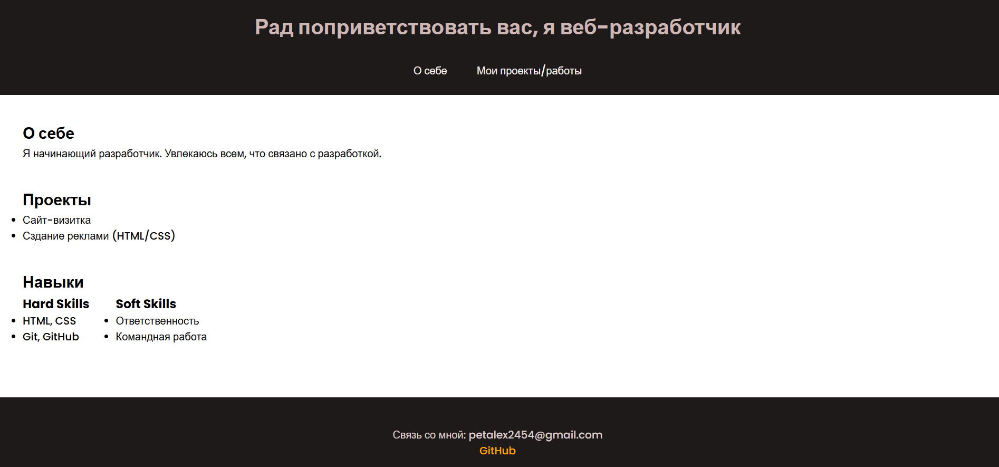 Рад поприветствовать вас, я веб-разработчик
О себе Мои проекты/работы
О себе
Я начинающий разработчик. Увлекаюсь всем, что связано с разработкой.
Проекты
• Сайт-визитка
• Сздание реклами (HTML/CSS)
Навыки
Hard Skills Soft Skills
• HTML, CSS • Ответственность
• Git, GitHub • Командная работа
Связь со мной: petalex2454@gmail.com
GitHub